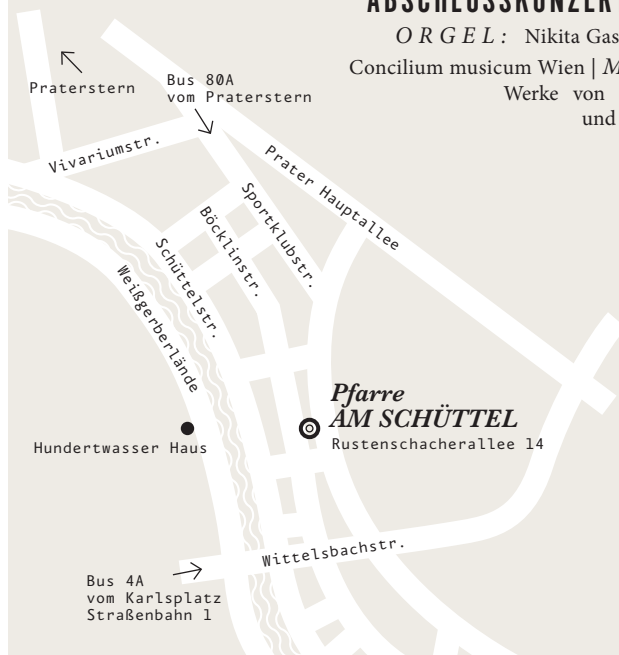 ABSCHLUSSKONZER
ORGEL: Nikita Gas
Concilium musicum Wien | M
Werke von
und
Praterstern
Bus 80A
vom Praterstern
Vivariumstr.
Prater Hauptallee
Sportklubstr.
Böcklinstr.
Schüttelstr.
Weißgerberlände
Pfarre
AM SCHÜTTEL
Rustenschacherallee 14
Hundertwasser Haus
Wittelsbachstr.
Bus 4A
vom Karlsplatz
Straßenbahn 1